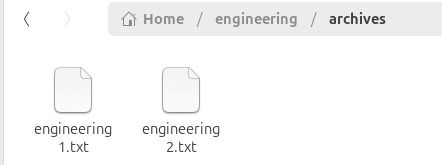 Home / engineering / archives
engineering engineering
1.txt 2.txt